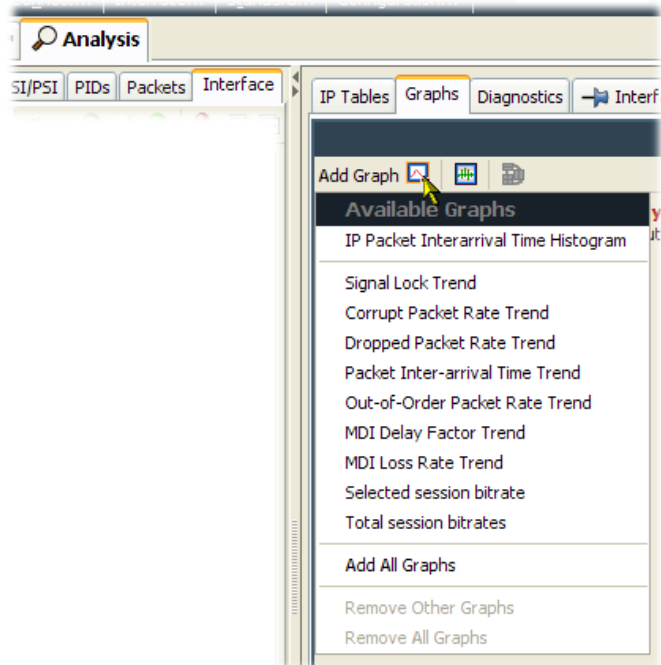 Analysis
SI/PSI PIDs Packets Interface
IP Tables Graphs Diagnostics Interf
Add Graph
Available Graphs
IP Packet Interarrival Time Histogram
Signal Lock Trend
Corrupt Packet Rate Trend
Dropped Packet Rate Trend
Packet Inter-arrival Time Trend
Out-of-Order Packet Rate Trend
MDI Delay Factor Trend
MDI Loss Rate Trend
Selected session bitrate
Total session bitrates
Add All Graphs
Remove Other Graphs
Remove All Graphs